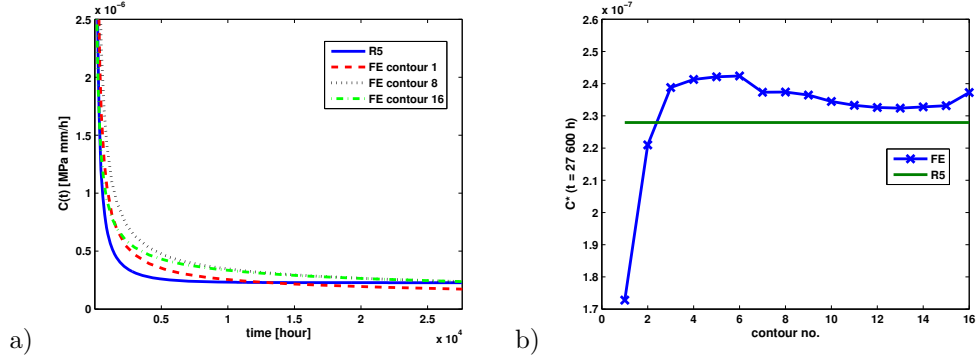 a)
x 10⁻⁶
2.5
2
1.5
1
0.5
0
C(t) [MPa mm/h]
R5
FE contour 1
FE contour 8
FE contour 16
0.5 1 1.5 2 2.5
x 10⁴
time [hour]
b)
x 10⁻⁷
2.6
2.5
2.4
2.3
2.2
2.1
2
1.9
1.8
1.7
C* (t = 27 600 h)
FE
R5
0 2 4 6 8 10 12 14 16
contour no.